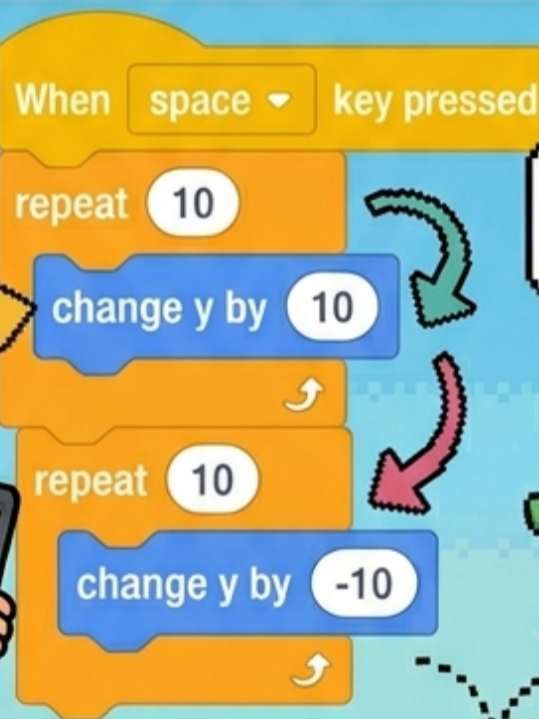 When space key pressed
repeat 10
change y by 10
repeat 10
change y by -10